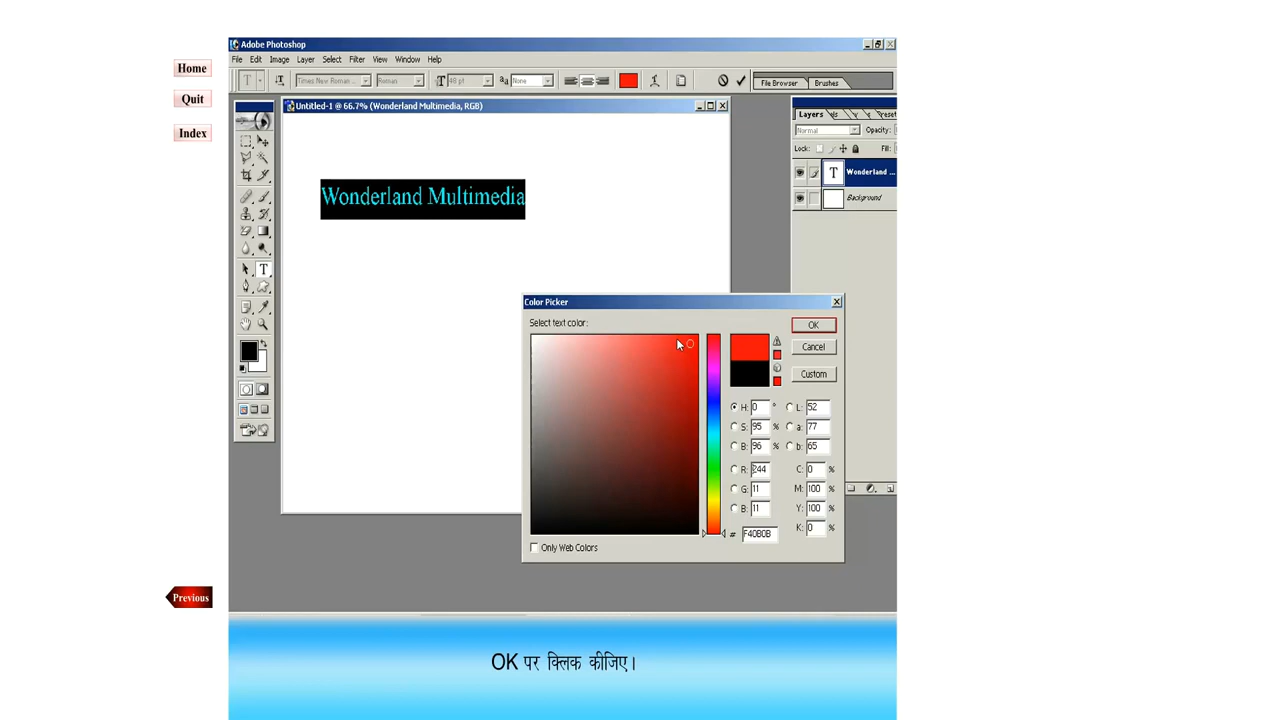 Adobe Photoshop
Home
File Edit Image Layer Select Filter View Window Help
T Times New Roman ... Roman T 48 pt aa None File Browser Brushes
Quit
Untitled-1 @ 66.7% (Wonderland Multimedia, RGB)
Layers
Normal Opacity:
Index
Lock: Fill:
T Wonderland ...
Wonderland Multimedia
Background
Color Picker
Select text color:
OK
Cancel
Custom
H: 0 ° L: 52
S: 95 % a: 77
B: 96 % b: 65
R: 244 C: 0 %
G: 11 M: 100 %
B: 11 Y: 100 %
K: 0 %
# F40B0B
Only Web Colors
Previous
OK पर क्लिक कीजिए।